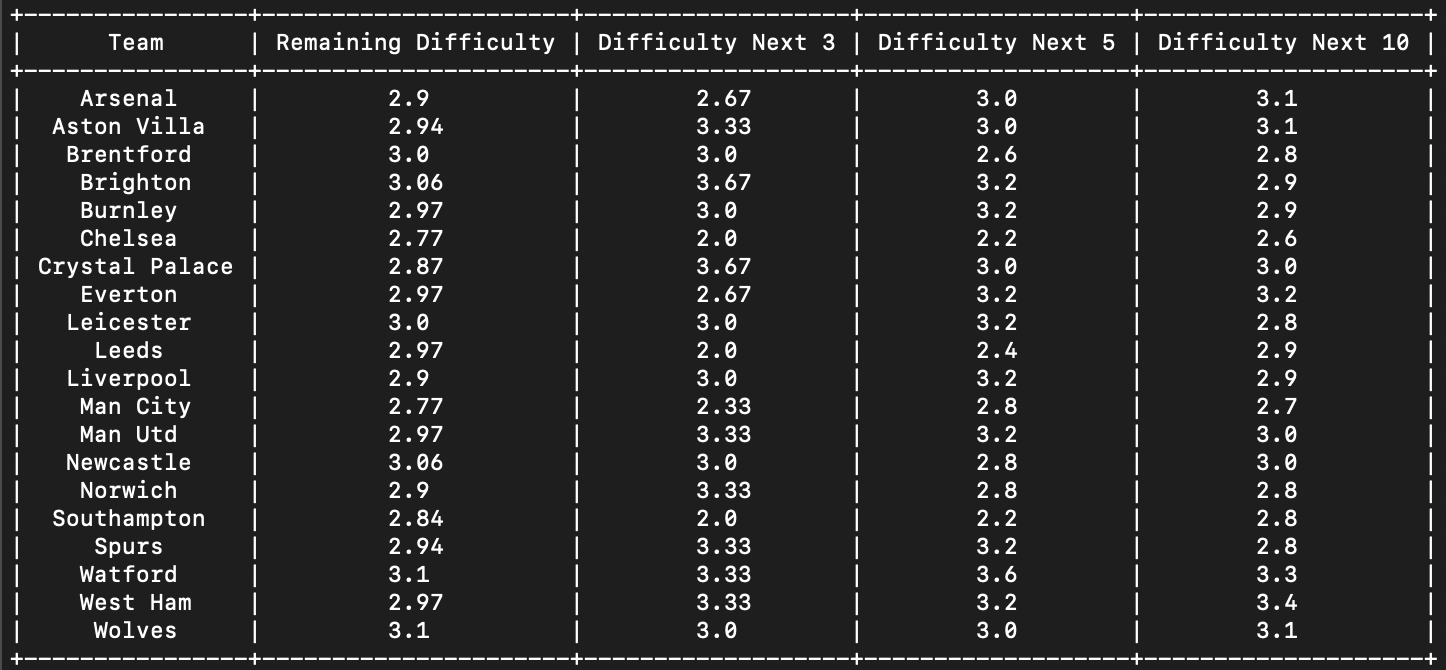 +----------------+----------------------+-------------------+-------------------+--------------------+
|      Team      | Remaining Difficulty | Difficulty Next 3 | Difficulty Next 5 | Difficulty Next 10 |
+----------------+----------------------+-------------------+-------------------+--------------------+
|    Arsenal     |         2.9          |        2.67       |        3.0        |        3.1         |
|  Aston Villa   |         2.94         |        3.33       |        3.0        |        3.1         |
|   Brentford    |         3.0          |        3.0        |        2.6        |        2.8         |
|    Brighton    |         3.06         |        3.67       |        3.2        |        2.9         |
|    Burnley     |         2.97         |        3.0        |        3.2        |        2.9         |
|    Chelsea     |         2.77         |        2.0        |        2.2        |        2.6         |
| Crystal Palace |         2.87         |        3.67       |        3.0        |        3.0         |
|    Everton     |         2.97         |        2.67       |        3.2        |        3.2         |
|   Leicester    |         3.0          |        3.0        |        3.2        |        2.8         |
|     Leeds      |         2.97         |        2.0        |        2.4        |        2.9         |
|   Liverpool    |         2.9          |        3.0        |        3.2        |        2.9         |
|    Man City    |         2.77         |        2.33       |        2.8        |        2.7         |
|    Man Utd     |         2.97         |        3.33       |        3.2        |        3.0         |
|   Newcastle    |         3.06         |        3.0        |        2.8        |        3.0         |
|    Norwich     |         2.9          |        3.33       |        2.8        |        2.8         |
|  Southampton   |         2.84         |        2.0        |        2.2        |        2.8         |
|     Spurs      |         2.94         |        3.33       |        3.2        |        2.8         |
|    Watford     |         3.1          |        3.33       |        3.6        |        3.3         |
|    West Ham    |         2.97         |        3.33       |        3.2        |        3.4         |
|     Wolves     |         3.1          |        3.0        |        3.0        |        3.1         |
+----------------+----------------------+-------------------+-------------------+--------------------+